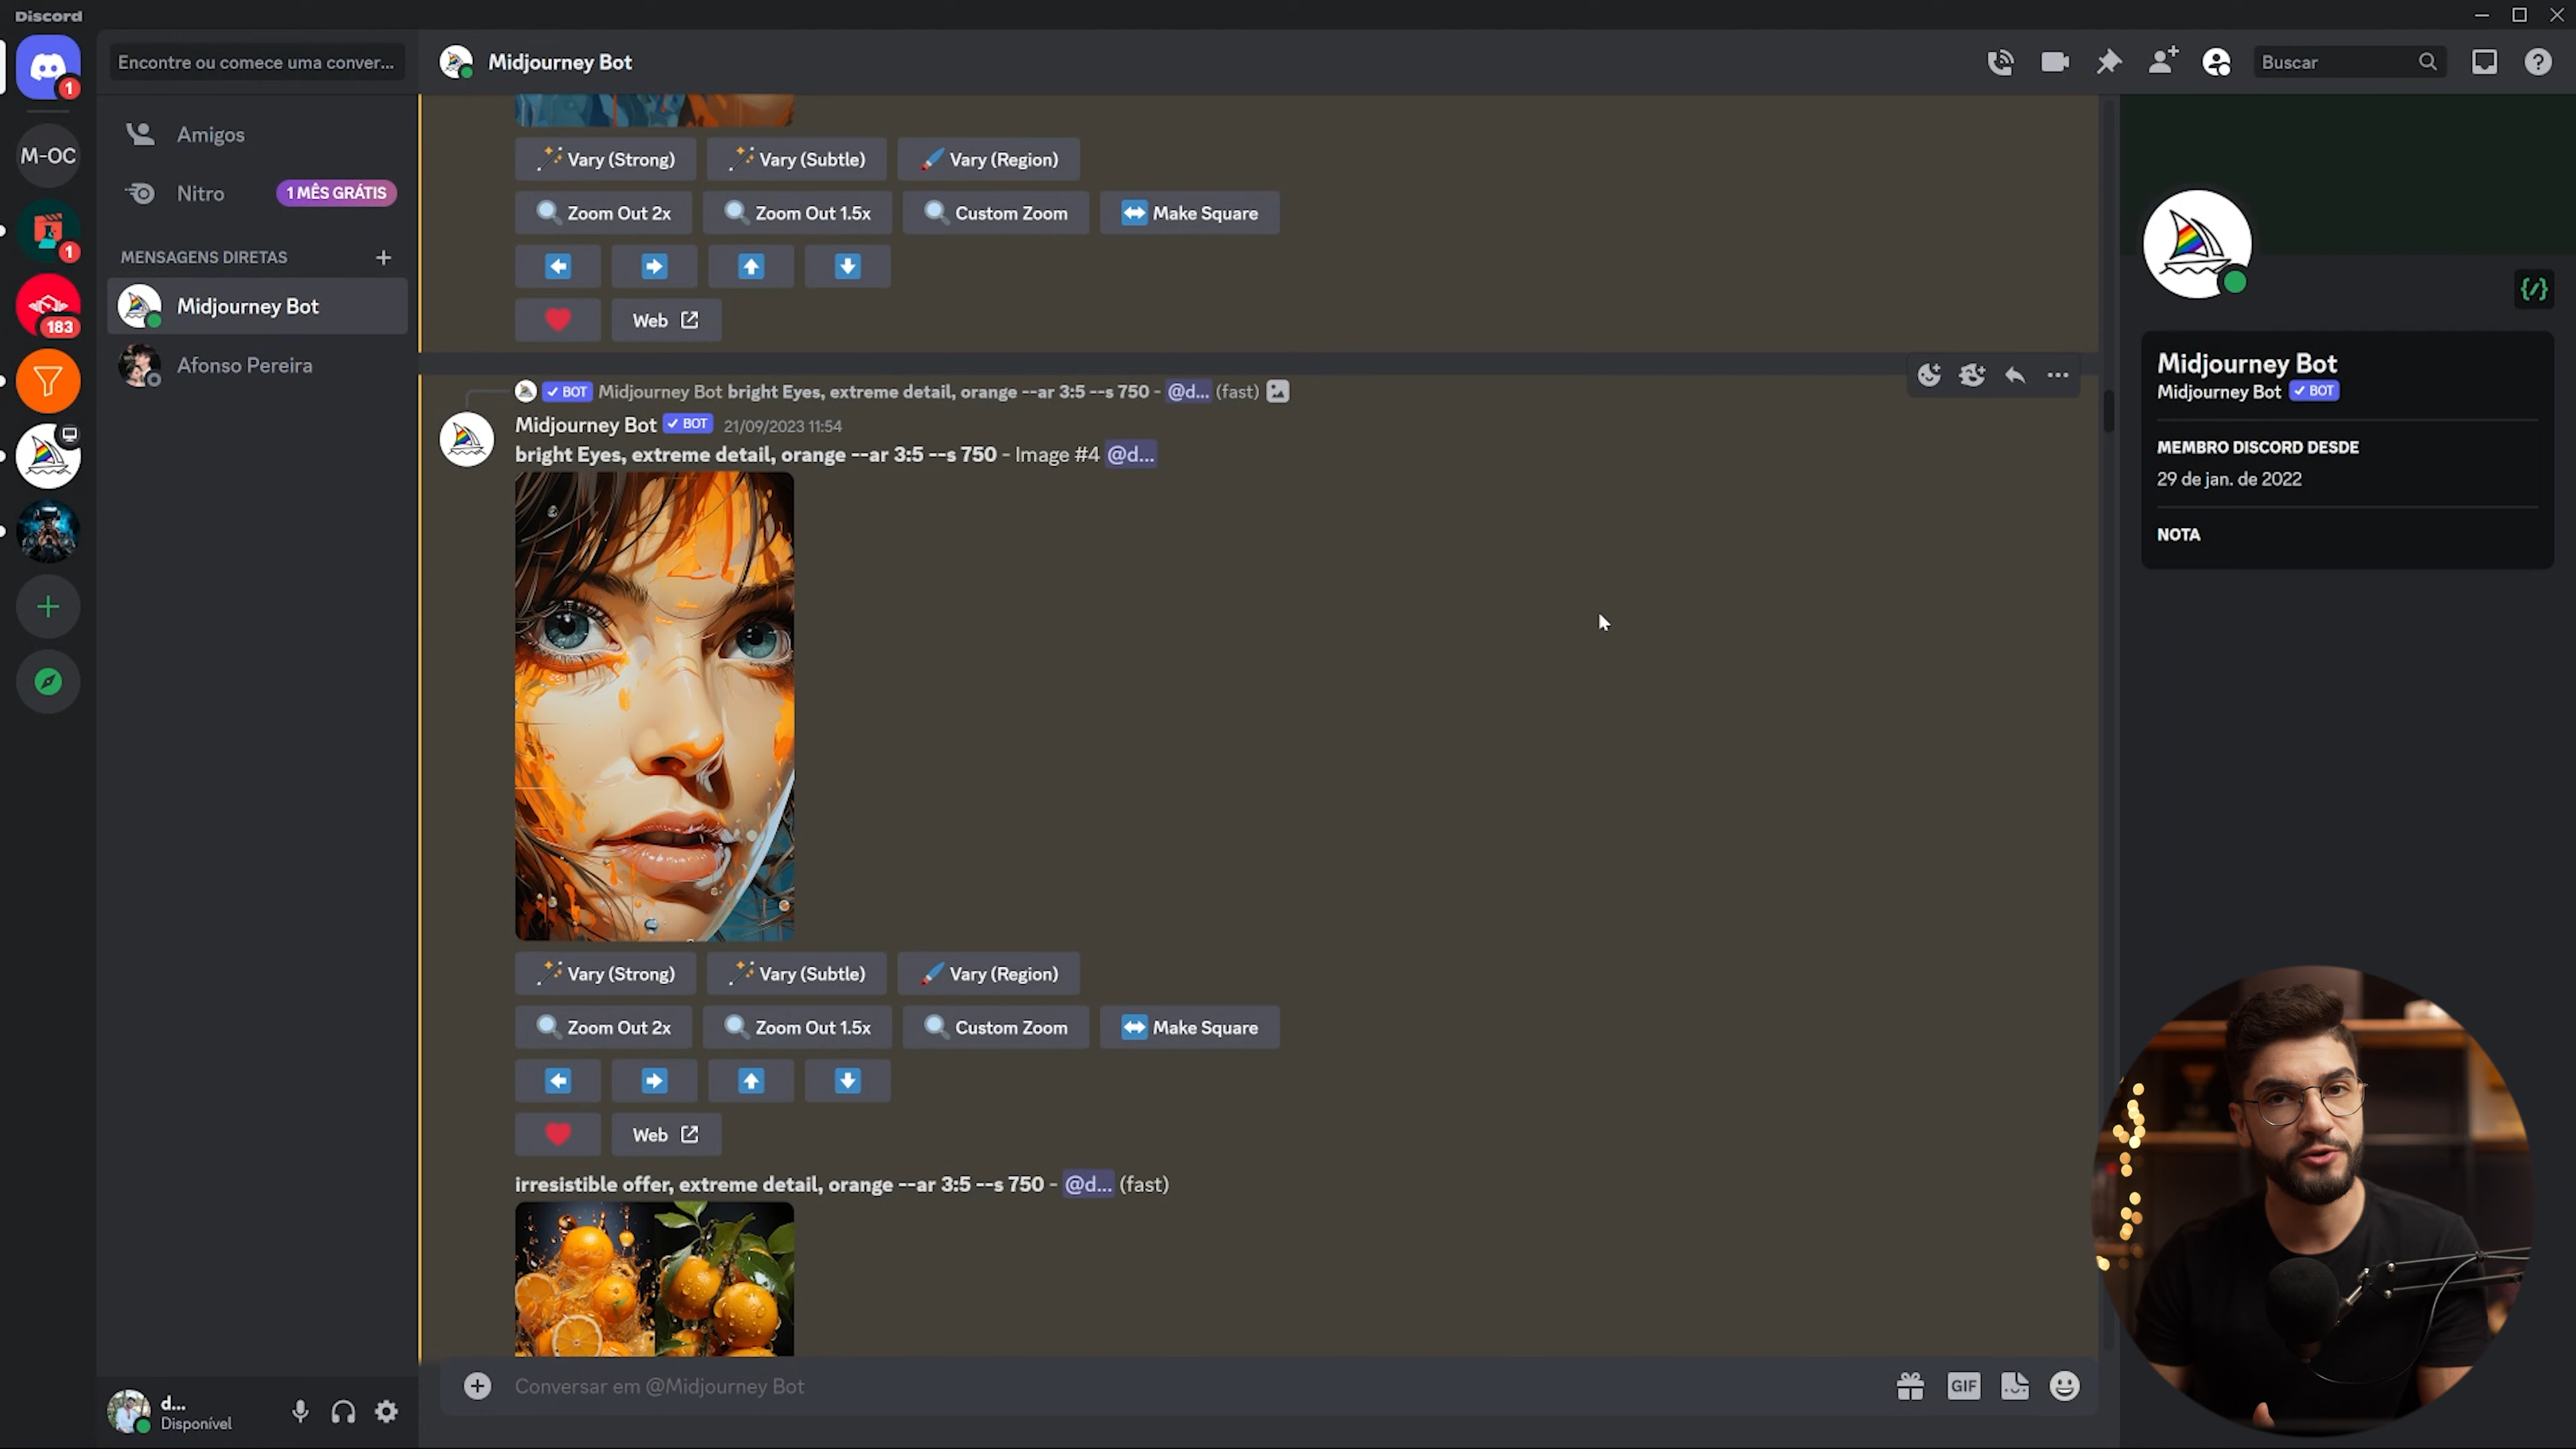 Discord
Encontre ou comece uma conver...
Midjourney Bot
Buscar
1
M-OC
1
183
Amigos
Nitro
1 MÊS GRÁTIS
MENSAGENS DIRETAS
Midjourney Bot
Afonso Pereira
d...
Disponível
Vary (Strong)
Vary (Subtle)
Vary (Region)
Zoom Out 2x
Zoom Out 1.5x
Custom Zoom
Make Square
Web
BOT Midjourney Bot bright Eyes, extreme detail, orange --ar 3:5 --s 750 - @d... (fast)
Midjourney Bot BOT 21/09/2023 11:54
bright Eyes, extreme detail, orange --ar 3:5 --s 750 - Image #4 @d...
Vary (Strong)
Vary (Subtle)
Vary (Region)
Zoom Out 2x
Zoom Out 1.5x
Custom Zoom
Make Square
Web
irresistible offer, extreme detail, orange --ar 3:5 --s 750 - @d... (fast)
Conversar em @Midjourney Bot
GIF
Midjourney Bot
Midjourney Bot BOT
MEMBRO DISCORD DESDE
29 de jan. de 2022
NOTA